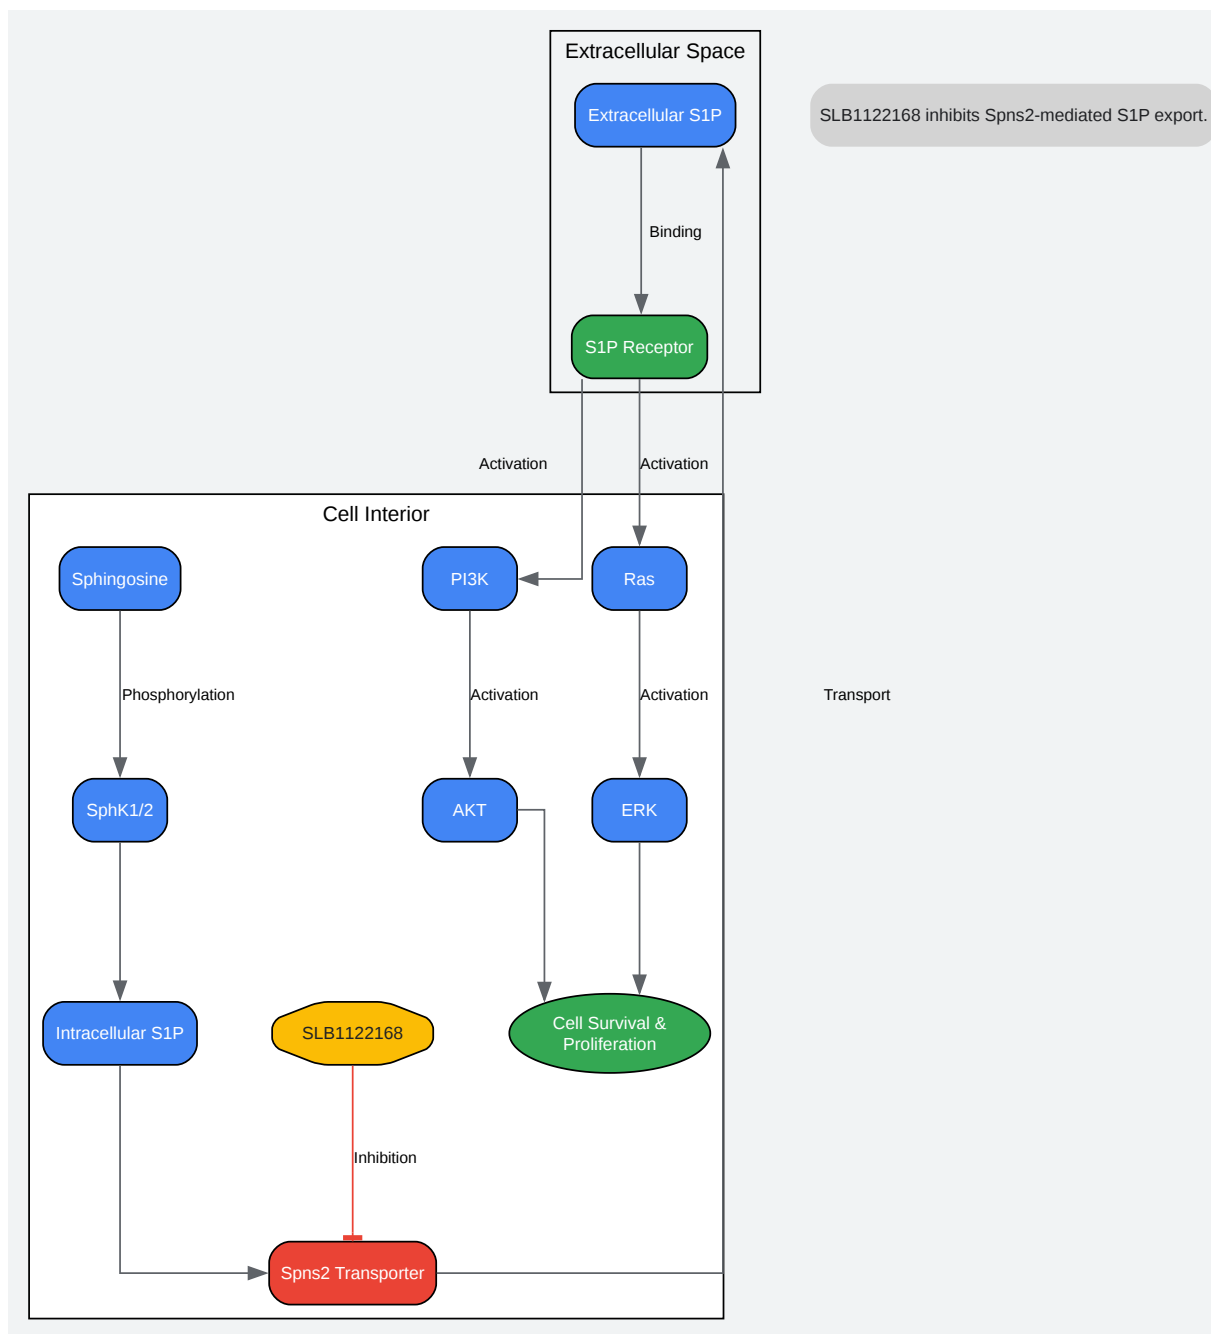 Extracellular Space
Extracellular S1P
SLB1122168 inhibits Spns2-mediated S1P export.
Binding
S1P Receptor
Activation
Activation
Cell Interior
Sphingosine
PI3K
Ras
Phosphorylation
Activation
Activation
Transport
SphK1/2
AKT
ERK
Intracellular S1P
SLB1122168
Cell Survival &
Proliferation
Inhibition
Spns2 Transporter